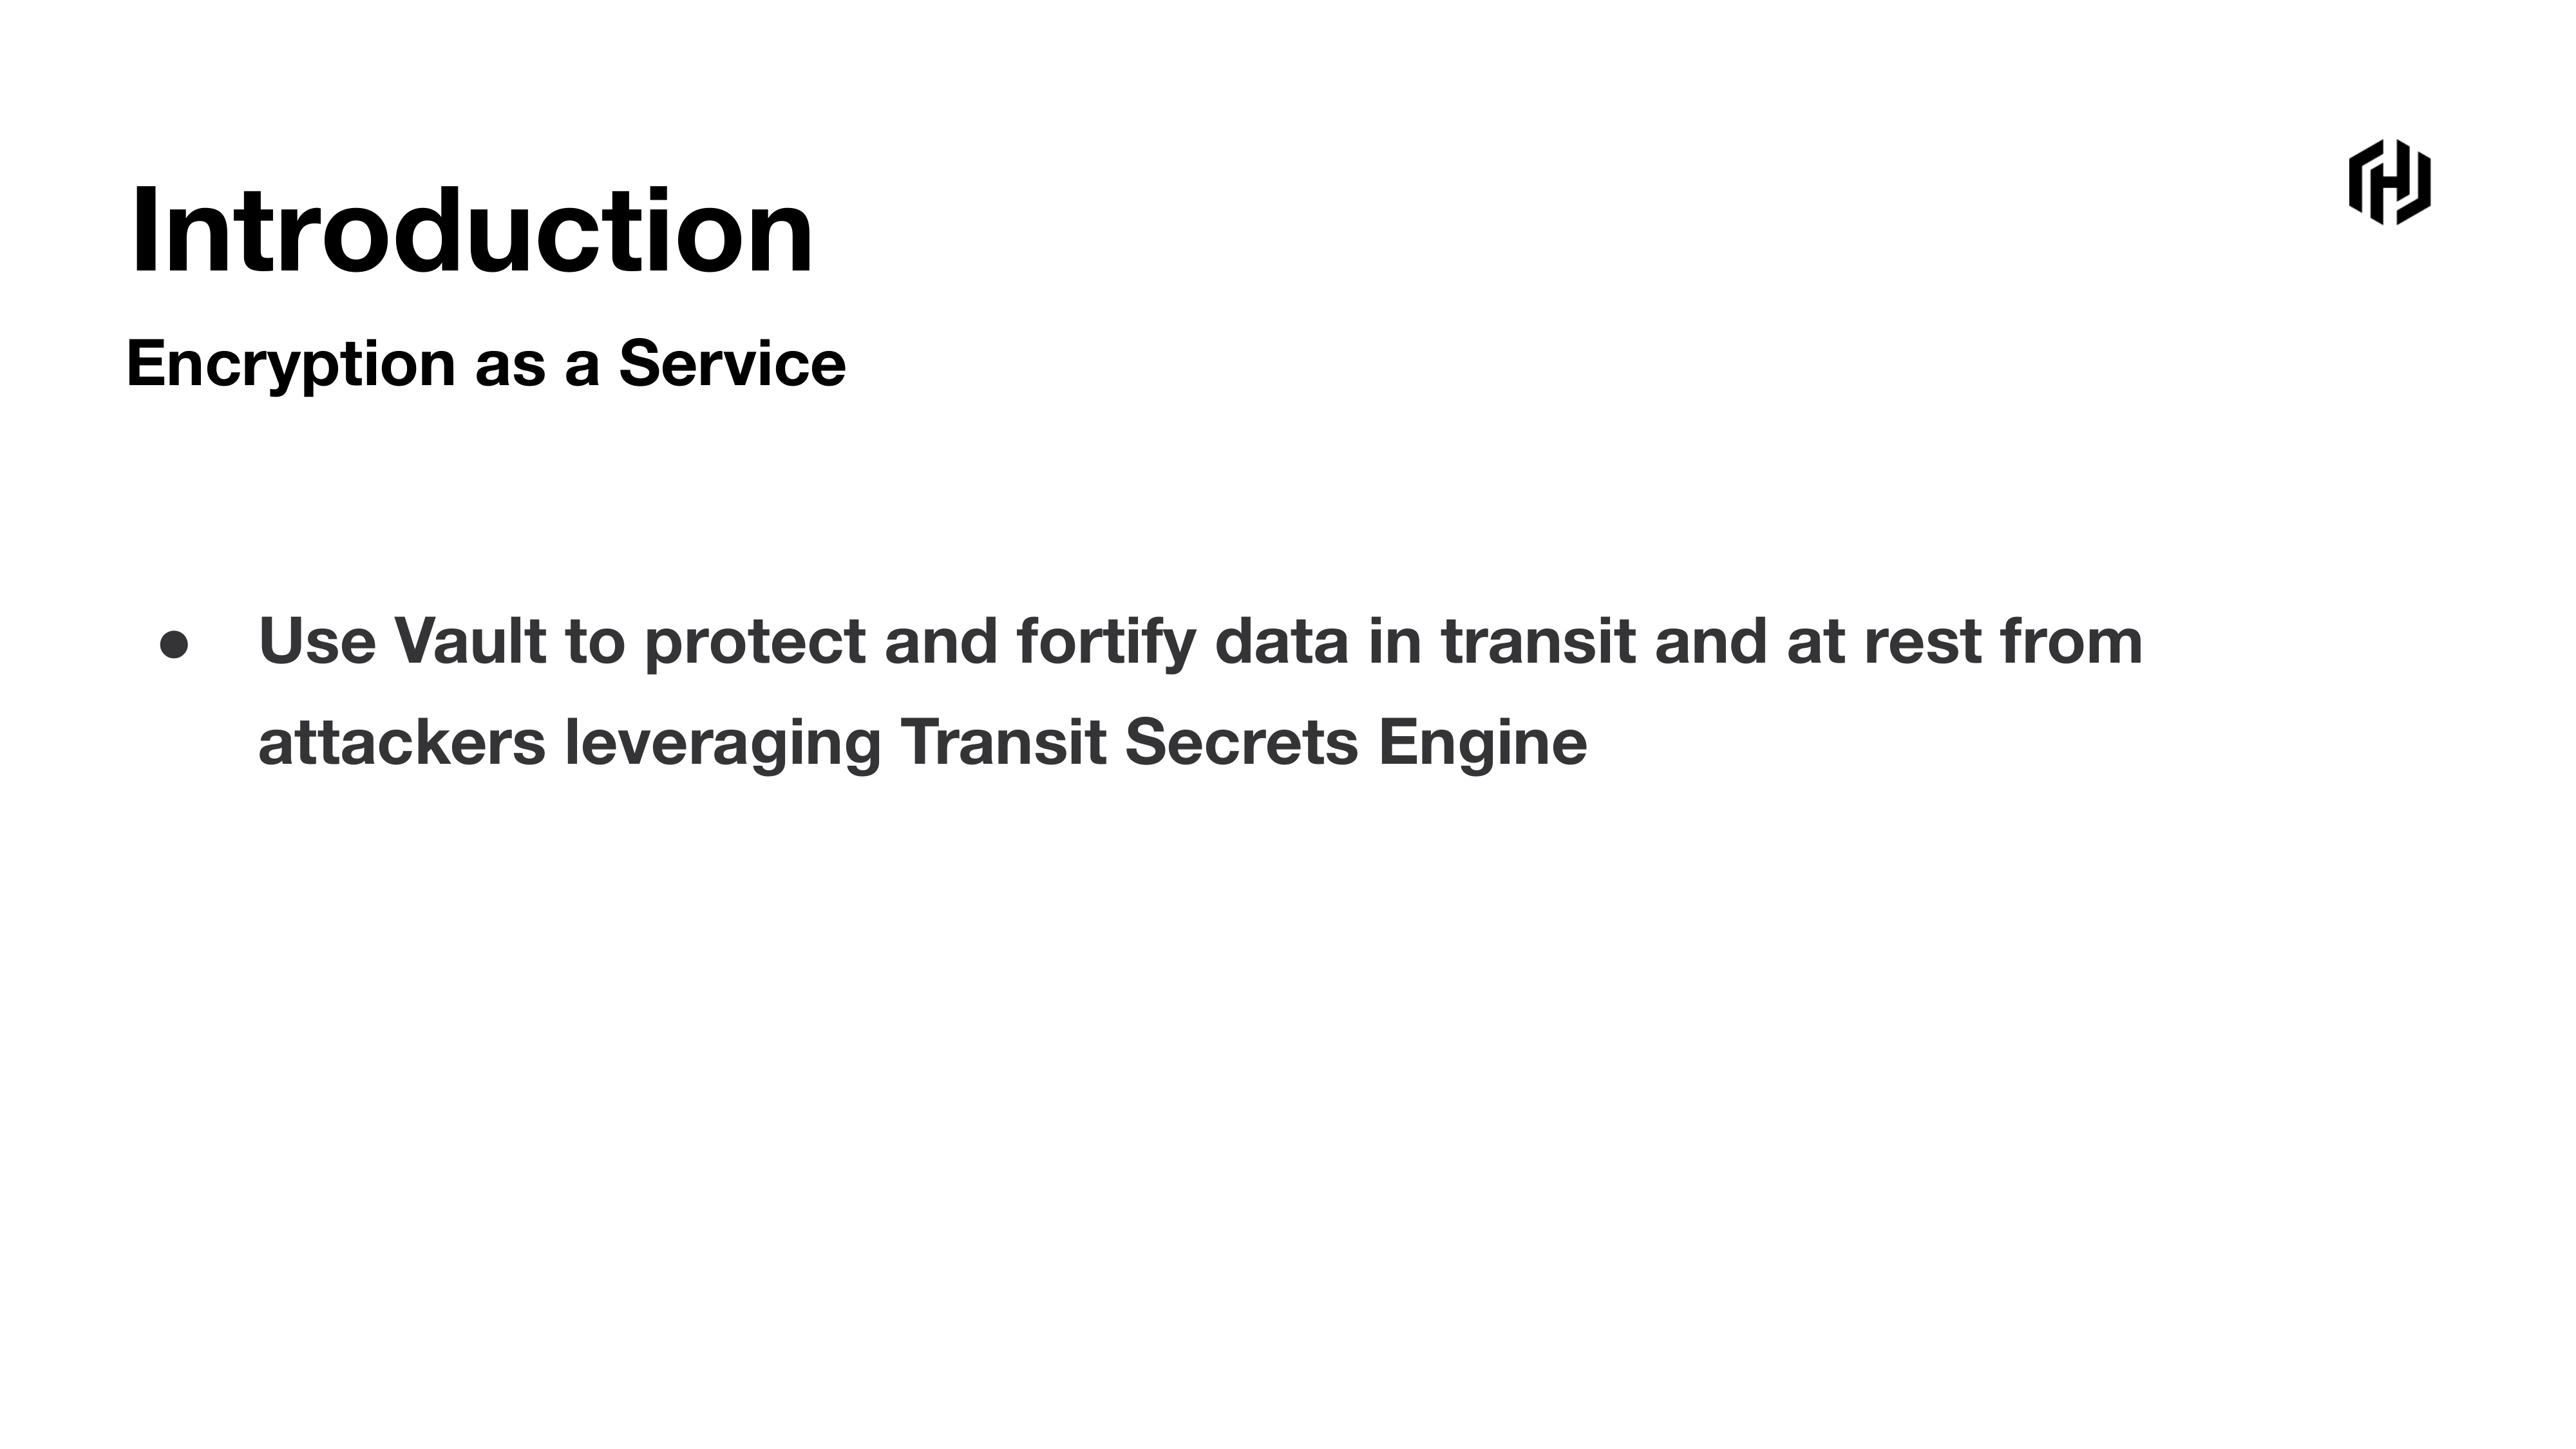 Introduction
Encryption as a Service
● Use Vault to protect and fortify data in transit and at rest from
attackers leveraging Transit Secrets Engine